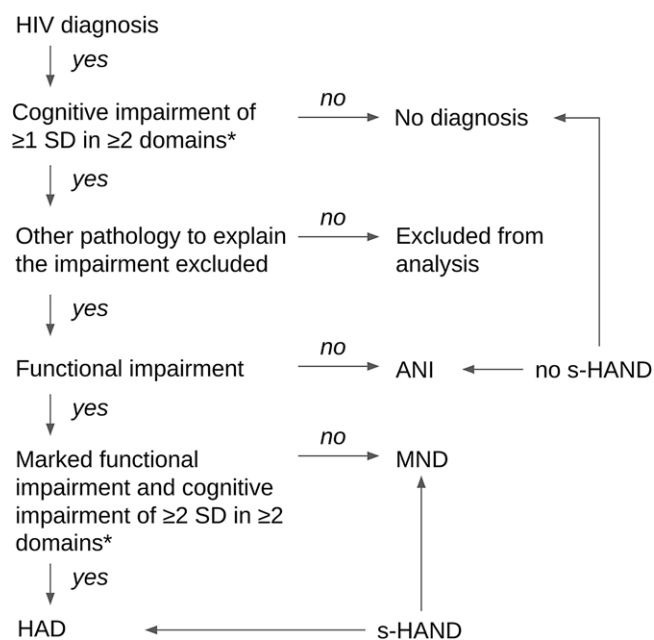 HIV diagnosis
yes
Cognitive impairment of
≥1 SD in ≥2 domains*
no
No diagnosis
yes
Other pathology to explain
the impairment excluded
no
Excluded from
analysis
yes
Functional impairment
no
ANI
no s-HAND
yes
Marked functional
impairment and cognitive
impairment of ≥2 SD in ≥2
domains*
no
MND
yes
HAD
s-HAND